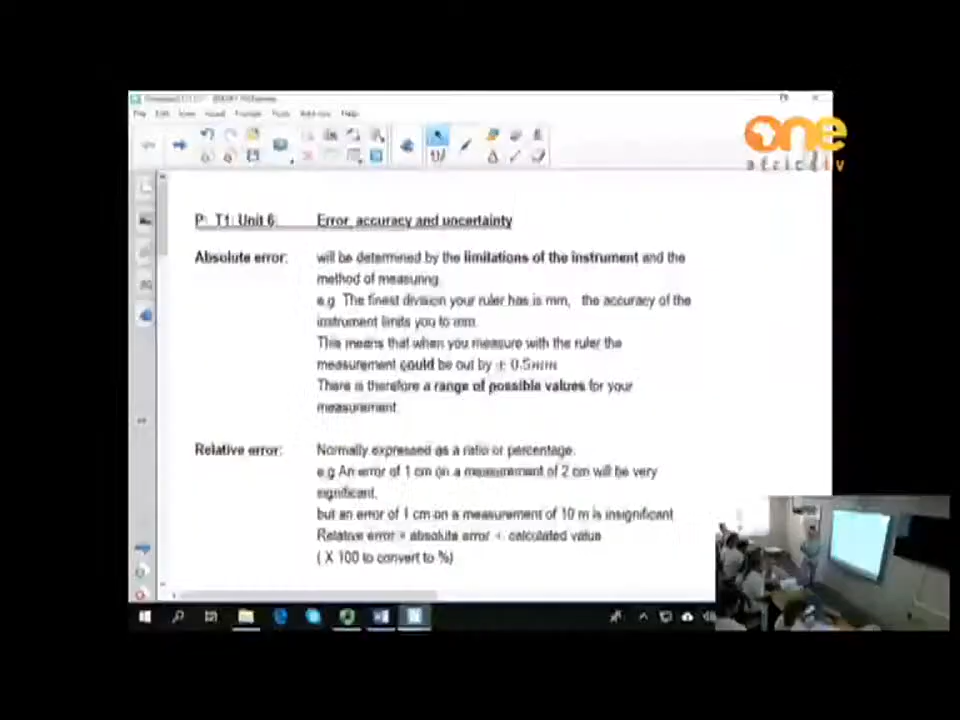 one
africa tv
P: T1: Unit 6: Error, accuracy and uncertainty
Absolute error: will be determined by the limitations of the instrument and the
method of measuring.
e.g The finest division your ruler has is mm, the accuracy of the
instrument limits you to mm.
This means that when you measure with the ruler the
measurement could be out by ± 0.5mm
There is therefore a range of possible values for your
measurement.
Relative error: Normally expressed as a ratio or percentage.
e.g An error of 1 cm on a measurement of 2 cm will be very
significant,
but an error of 1 cm on a measurement of 10 m is insignificant
Relative error = absolute error ÷ calculated value
( X 100 to convert to %)